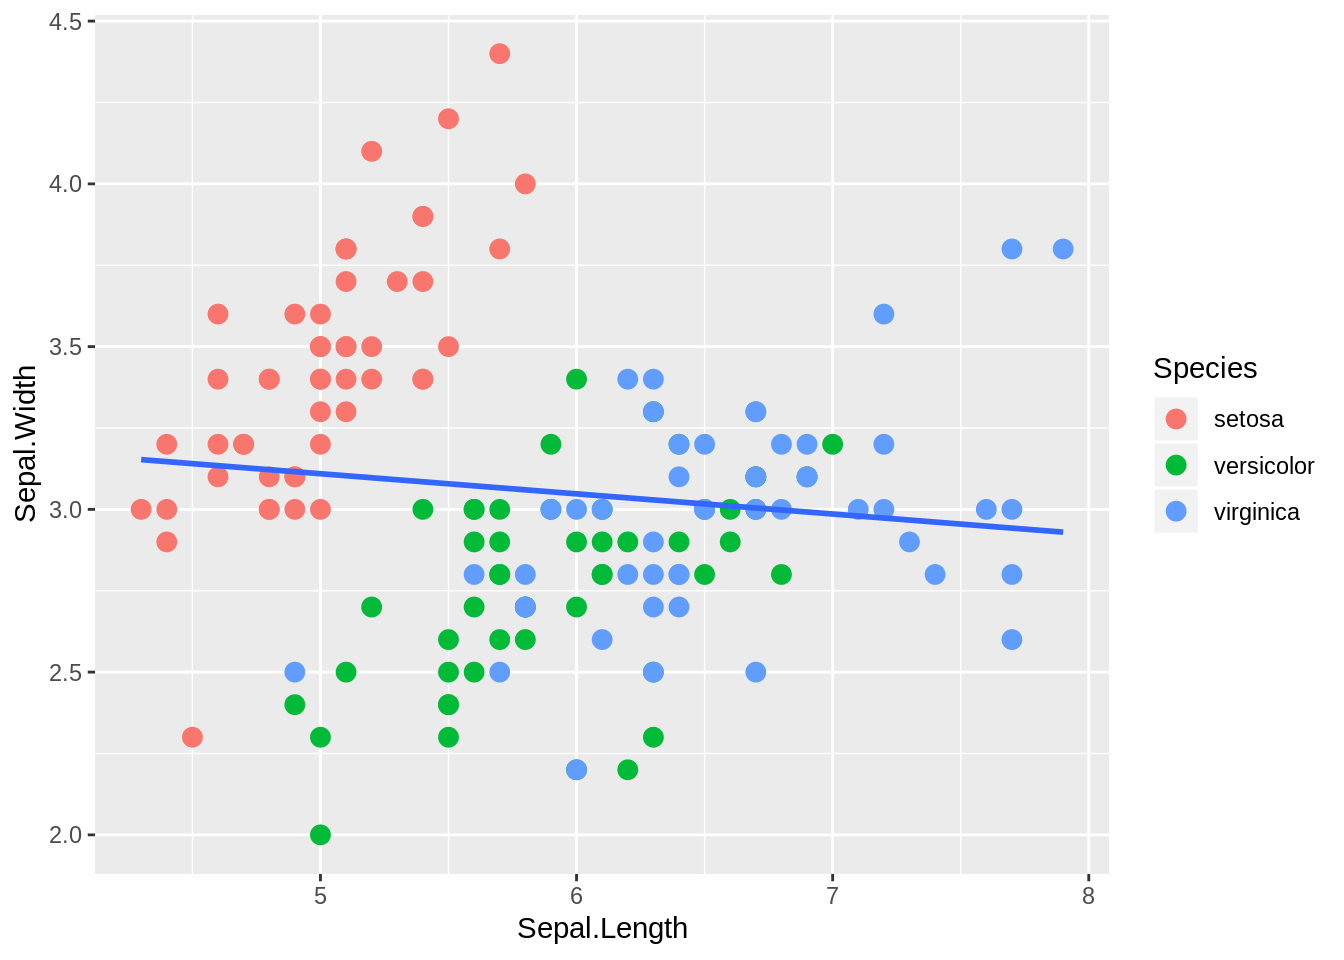 4.5
4.0
3.5
3.0
2.5
2.0
Sepal.Width
5 6 7 8
Sepal.Length
Species
setosa
versicolor
virginica